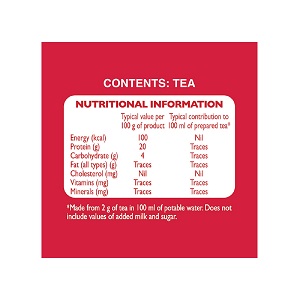 CONTENTS: TEA
NUTRITIONAL INFORMATION
Typical value per 100 g of product Typical contribution to 100 ml of prepared tea#
Energy (kcal) 100 Nil
Protein (g) 20 Traces
Carbohydrate (g) 4 Traces
Fat (all types) (g) Traces Traces
Cholesterol (mg) Nil Nil
Vitamins (mg) Traces Traces
Minerals (mg) Traces Traces
#Made from 2 g of tea in 100 ml of potable water. Does not
include values of added milk and sugar.